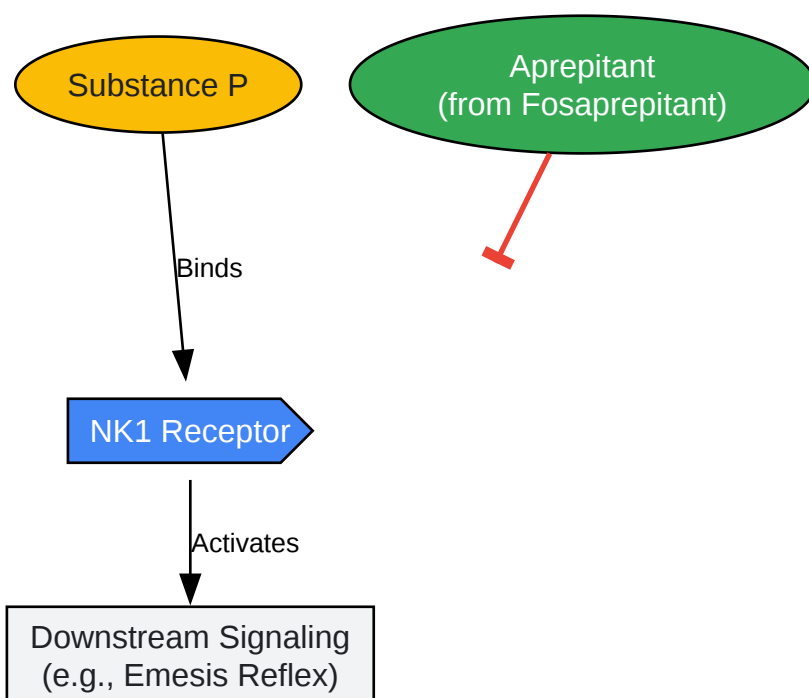 Substance P
Aprepitant
(from Fosaprepitant)
Binds
NK1 Receptor
Activates
Downstream Signaling
(e.g., Emesis Reflex)